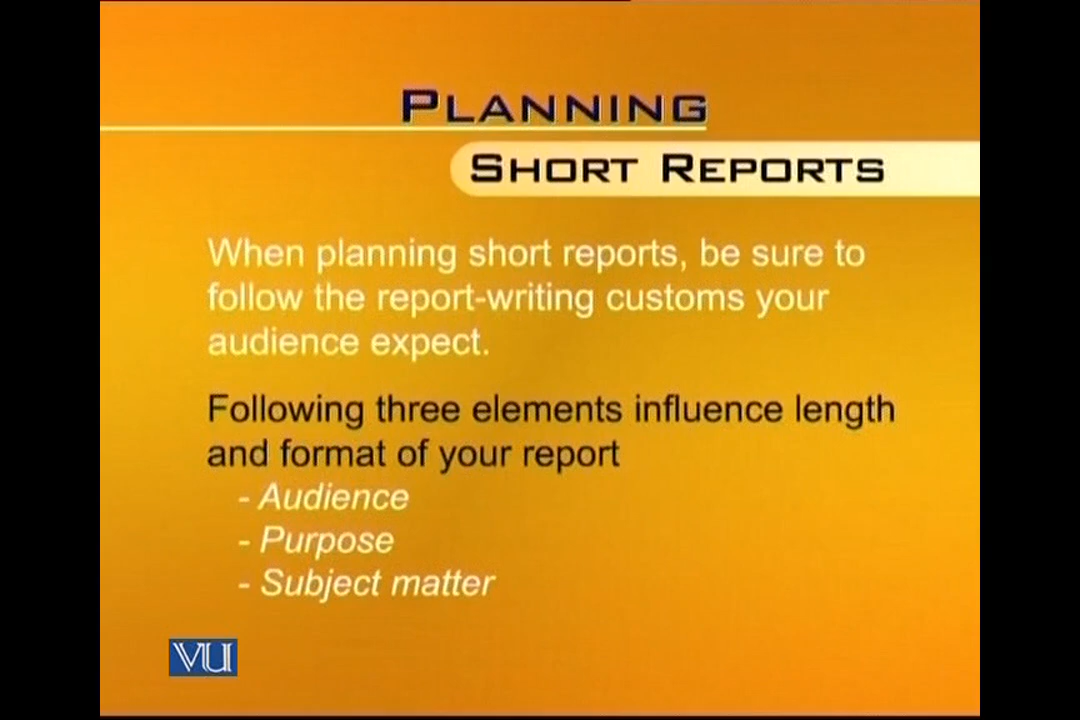 PLANNING
SHORT REPORTS
When planning short reports, be sure to
follow the report-writing customs your
audience expect.
Following three elements influence length
and format of your report
- Audience
- Purpose
- Subject matter
VU